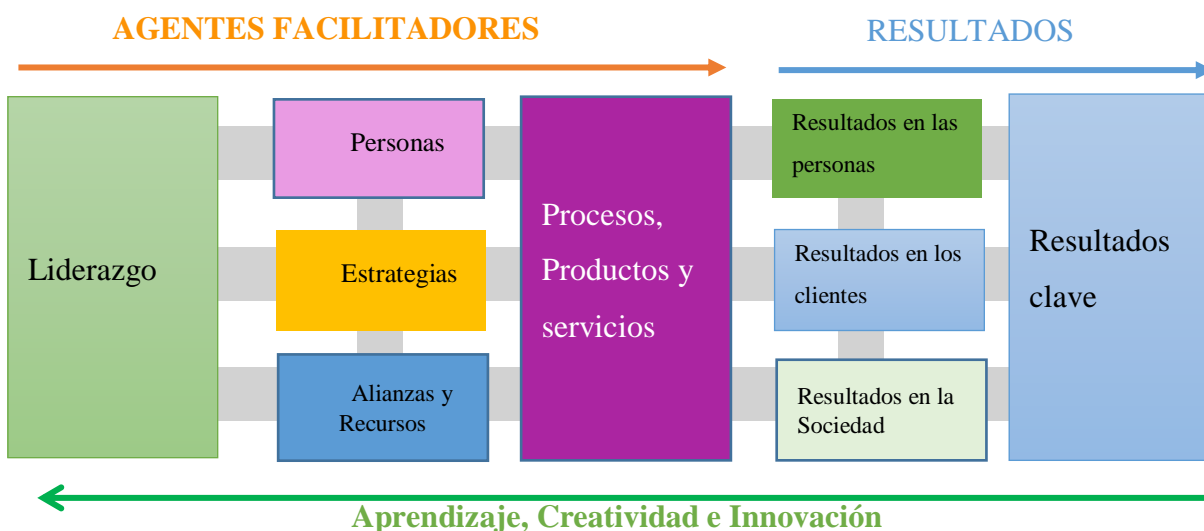 AGENTES FACILITADORES
RESULTADOS
Liderazgo
Personas
Estrategias
Alianzas y
Recursos
Procesos,
Productos y
servicios
Resultados en las
personas
Resultados en los
clientes
Resultados en la
Sociedad
Resultados
clave
Aprendizaje, Creatividad e Innovación